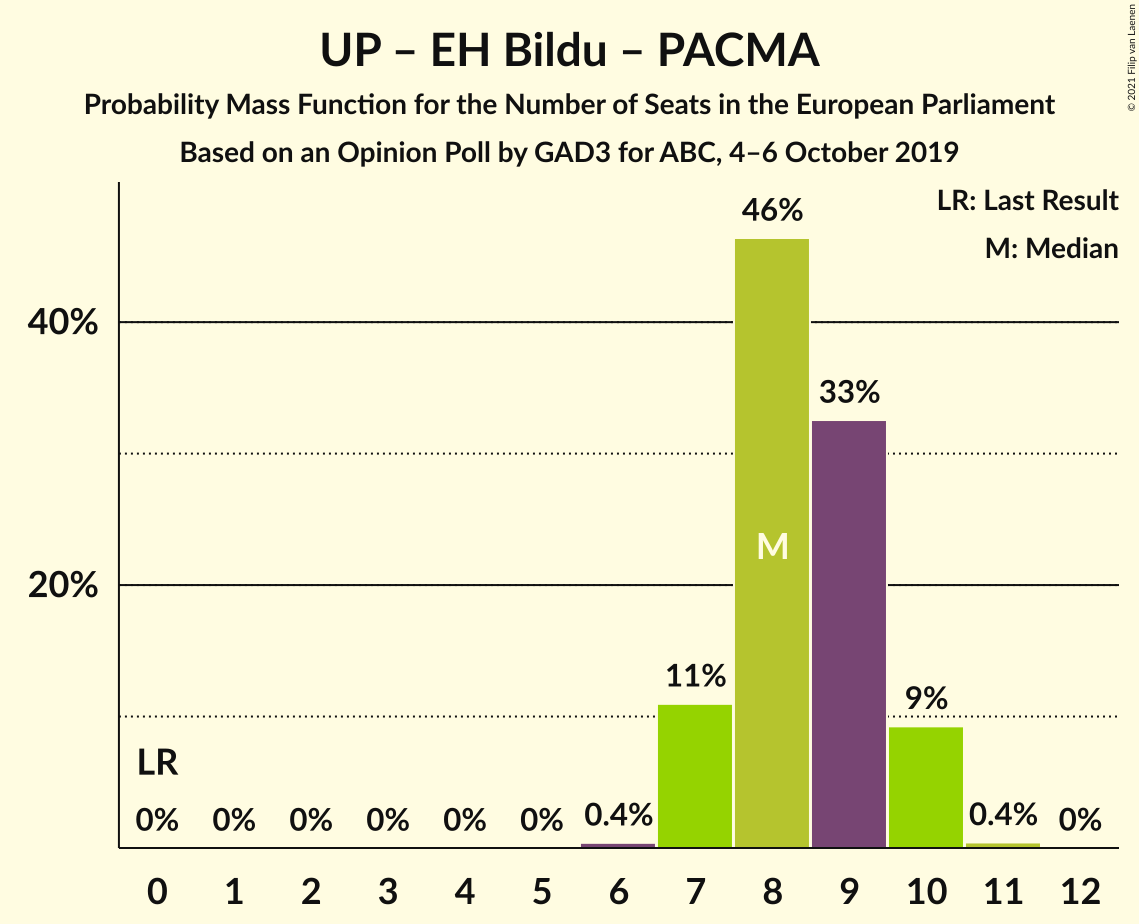 UP – EH Bildu – PACMA
Probability Mass Function for the Number of Seats in the European Parliament
Based on an Opinion Poll by GAD3 for ABC, 4–6 October 2019
© 2021 Filip van Laenen
LR: Last Result
M: Median
46%
40%
33%
M
20%
11%
9%
LR
0% 0% 0% 0% 0% 0% 0.4% 0.4% 0%
0 1 2 3 4 5 6 7 8 9 10 11 12